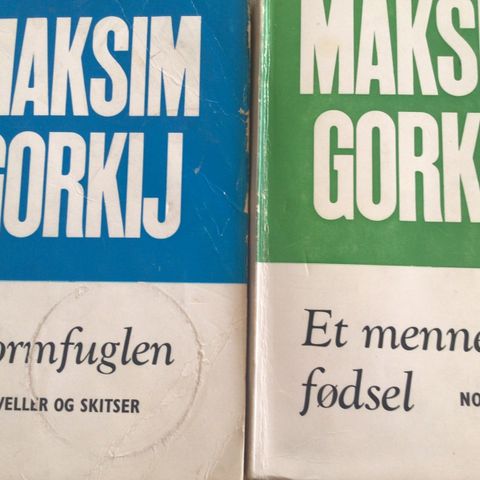 MAKSIM
GORKIJ
ormfuglen
VELLER OG SKITSER
MAKS
GORK
Et menne
fødsel
NO